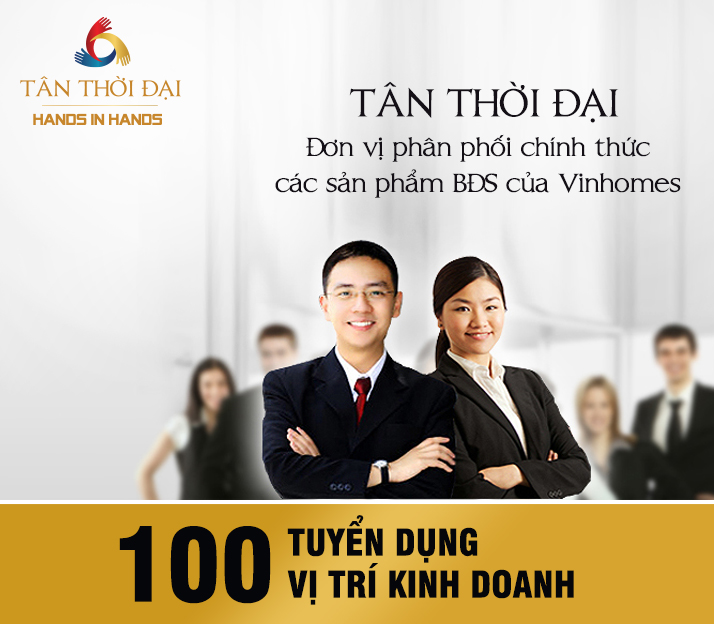 TÂN THỜI ĐẠI
HANDS IN HANDS
TÂN THỜI ĐẠI
Đơn vị phân phối chính thức
các sản phẩm BĐS của Vinhomes
100 TUYỂN DỤNG
VỊ TRÍ KINH DOANH